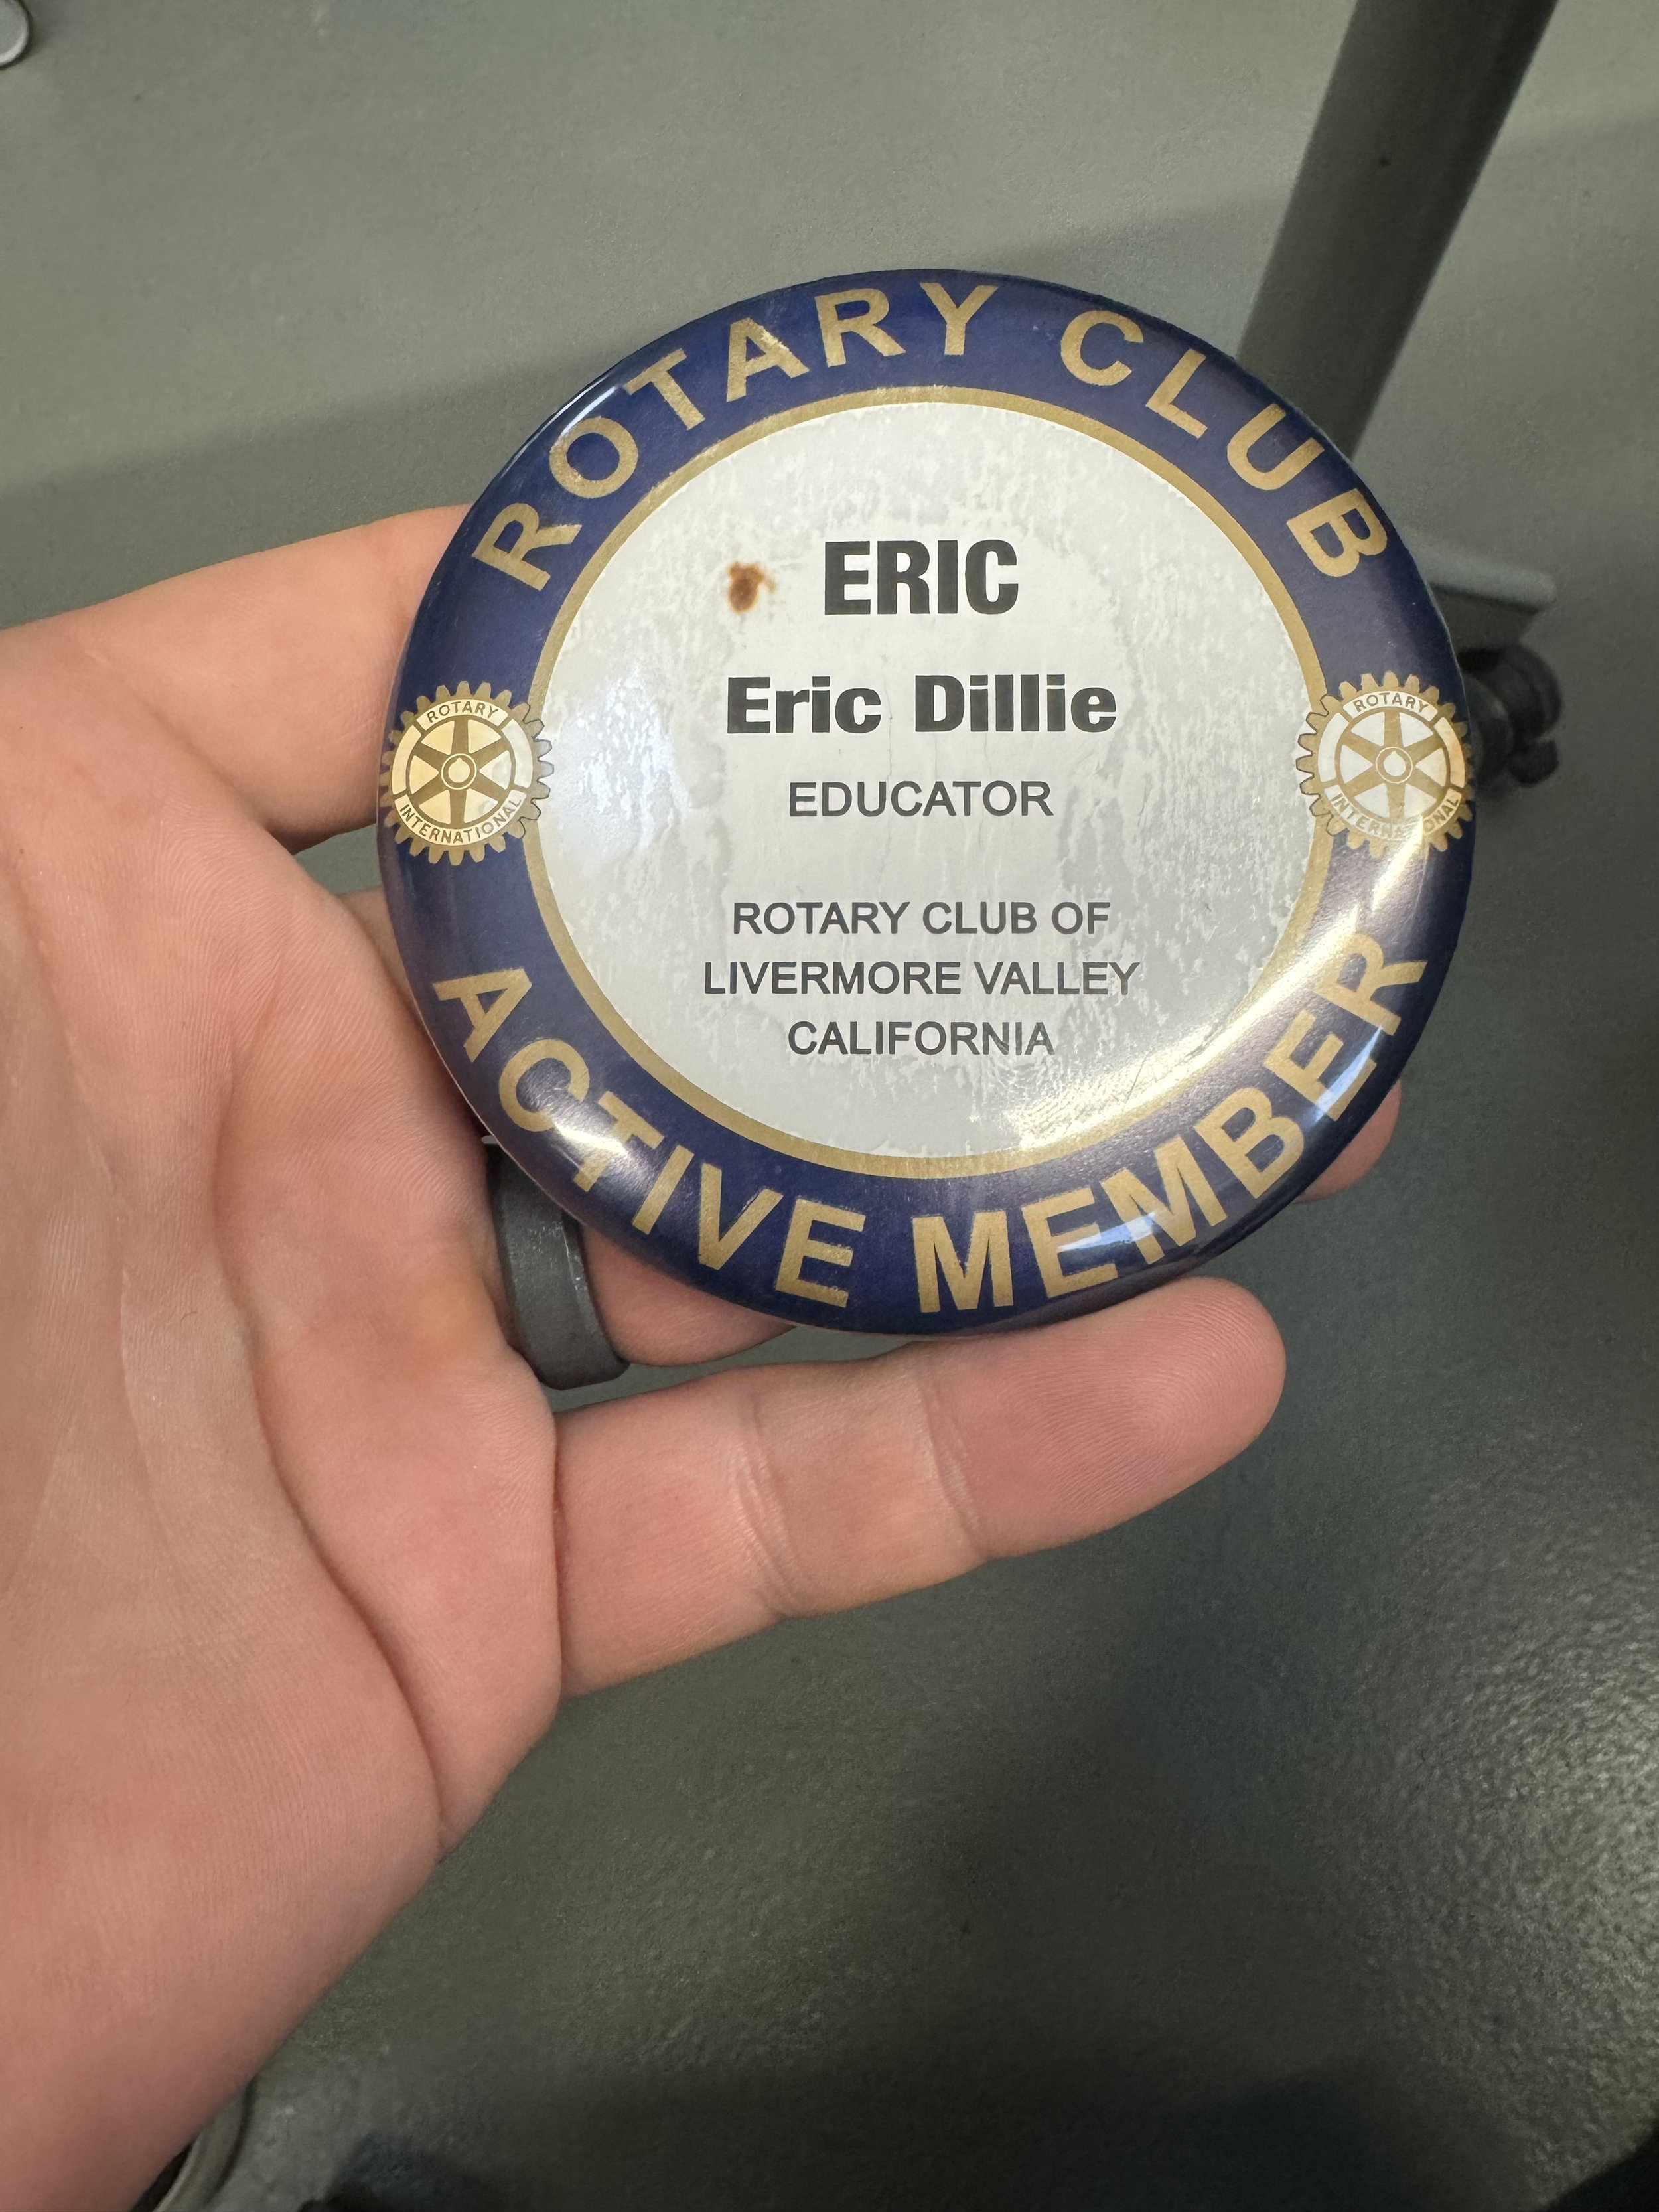 ROTARY CLUB
ERIC
Eric Dillie
EDUCATOR
ROTARY CLUB OF
LIVERMORE VALLEY
CALIFORNIA
ROTARY
INTERNATIONAL
ROTARY
INTERNATIONAL
ACTIVE MEMBER